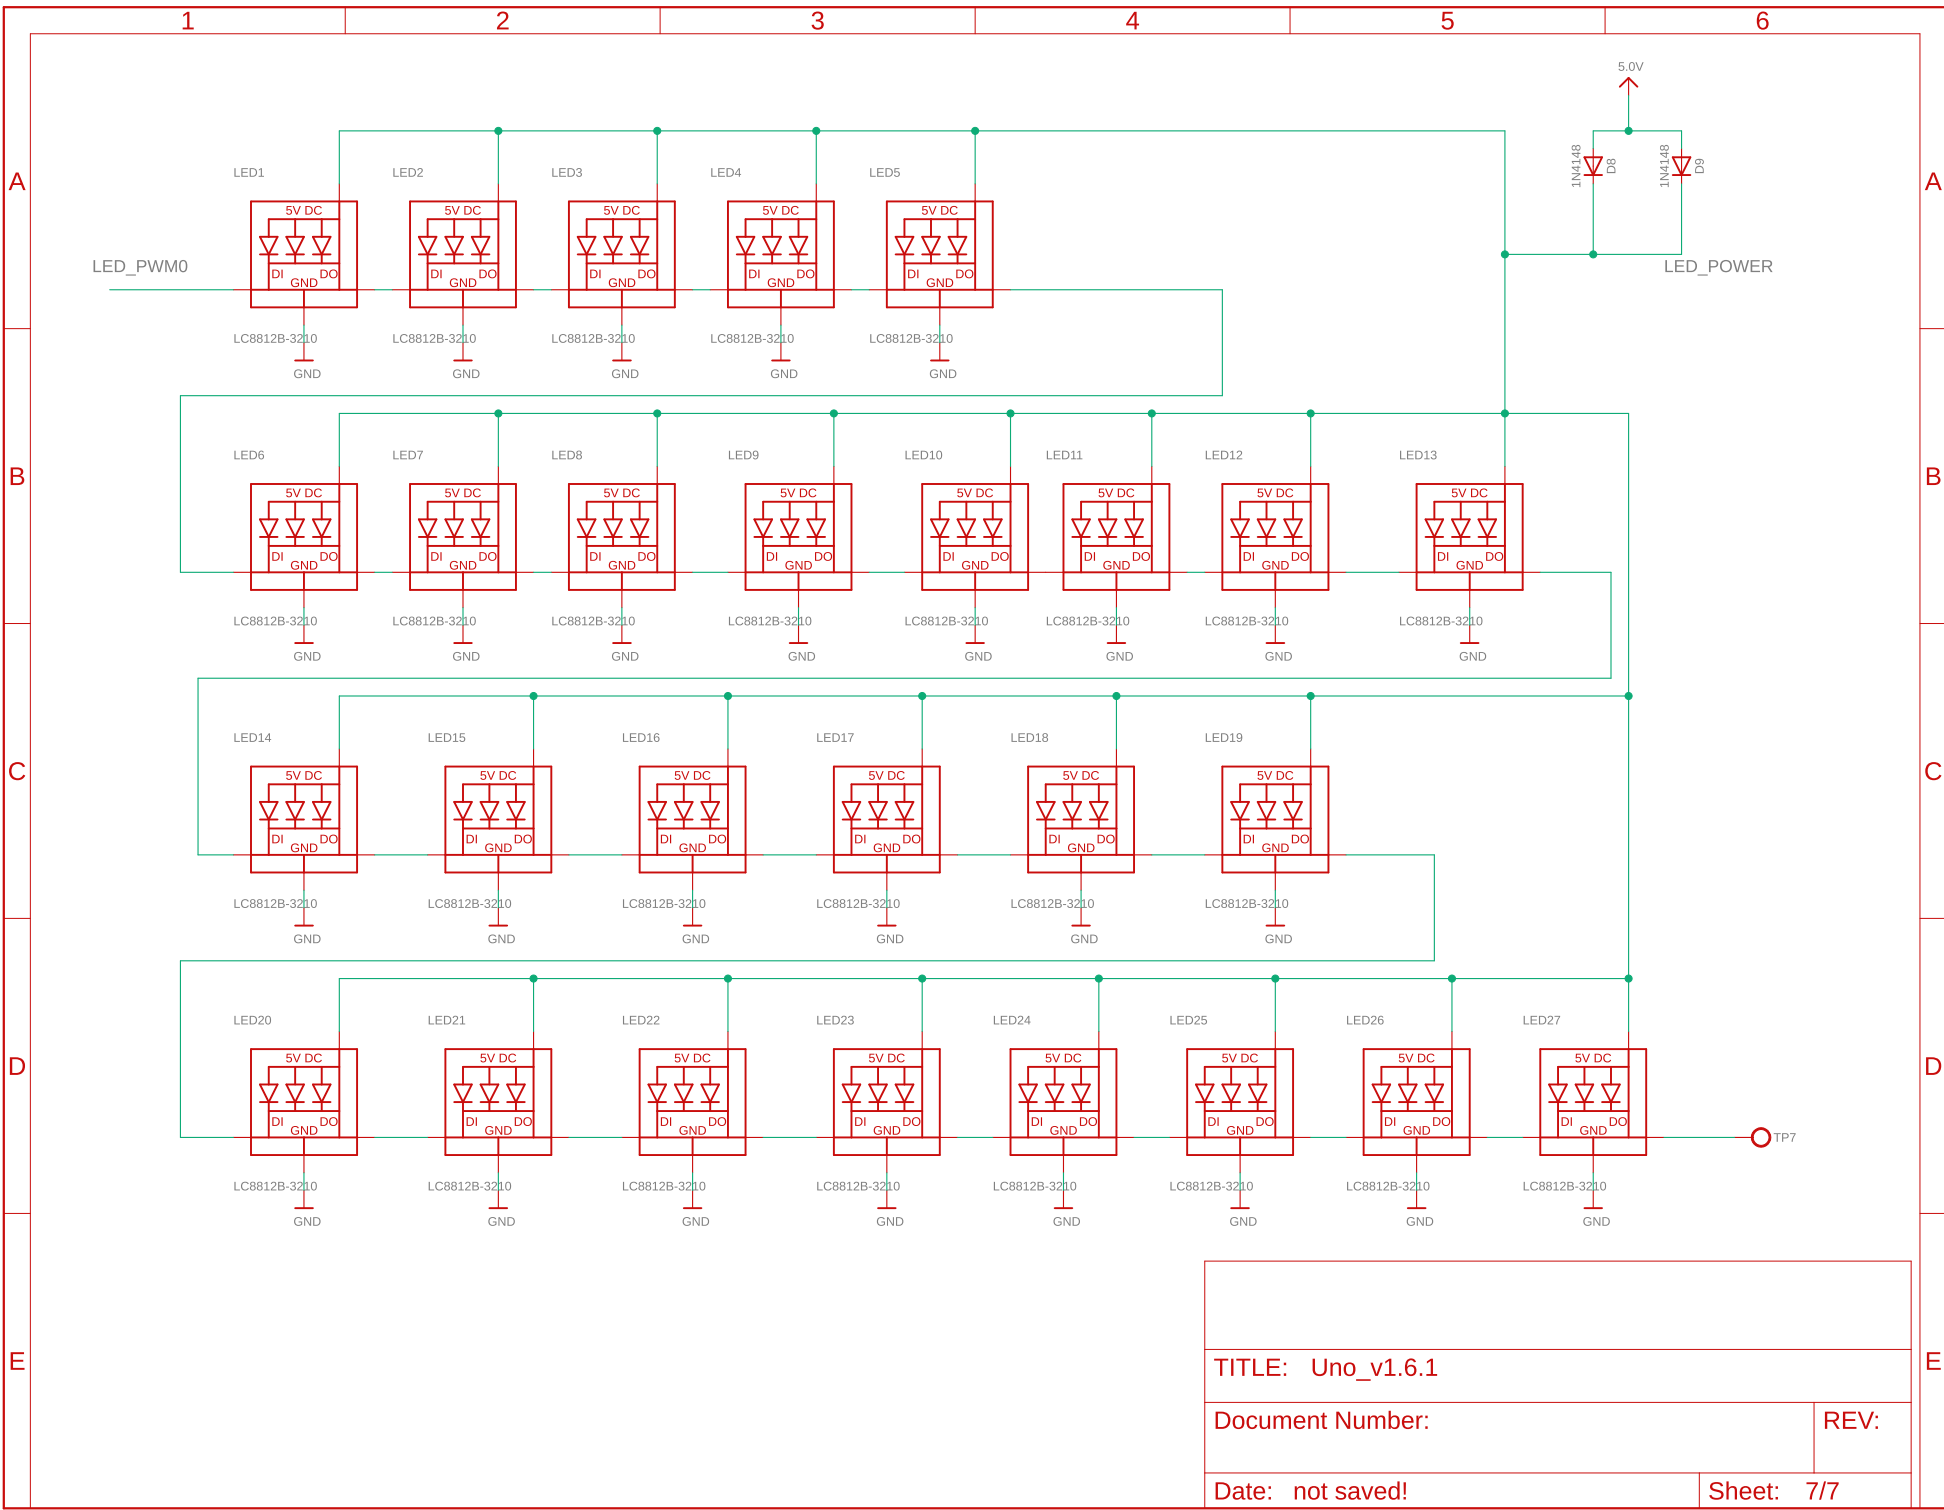 1 2 3 4 5 6
5.0V
A A
1N4148 D8 1N4148 D9
LED1 LED2 LED3 LED4 LED5
5V DC 5V DC 5V DC 5V DC 5V DC
LED_PWM0 LED_POWER
DI DO DI DO DI DO DI DO DI DO
GND GND GND GND GND
LC8812B-3210 LC8812B-3210 LC8812B-3210 LC8812B-3210 LC8812B-3210
GND GND GND GND GND
LED6 LED7 LED8 LED9 LED10 LED11 LED12 LED13
B B
5V DC 5V DC 5V DC 5V DC 5V DC 5V DC 5V DC 5V DC
DI DO DI DO DI DO DI DO DI DO DI DO DI DO DI DO
GND GND GND GND GND GND GND GND
LC8812B-3210 LC8812B-3210 LC8812B-3210 LC8812B-3210 LC8812B-3210 LC8812B-3210 LC8812B-3210 LC8812B-3210
GND GND GND GND GND GND GND GND
LED14 LED15 LED16 LED17 LED18 LED19
C C
5V DC 5V DC 5V DC 5V DC 5V DC 5V DC
DI DO DI DO DI DO DI DO DI DO DI DO
GND GND GND GND GND GND
LC8812B-3210 LC8812B-3210 LC8812B-3210 LC8812B-3210 LC8812B-3210 LC8812B-3210
GND GND GND GND GND GND
LED20 LED21 LED22 LED23 LED24 LED25 LED26 LED27
D D
5V DC 5V DC 5V DC 5V DC 5V DC 5V DC 5V DC 5V DC
DI DO DI DO DI DO DI DO DI DO DI DO DI DO DI DO
GND GND GND GND GND GND GND GND
TP7
LC8812B-3210 LC8812B-3210 LC8812B-3210 LC8812B-3210 LC8812B-3210 LC8812B-3210 LC8812B-3210 LC8812B-3210
GND GND GND GND GND GND GND GND
E E
TITLE: Uno_v1.6.1
Document Number: REV:
Date: not saved! Sheet: 7/7